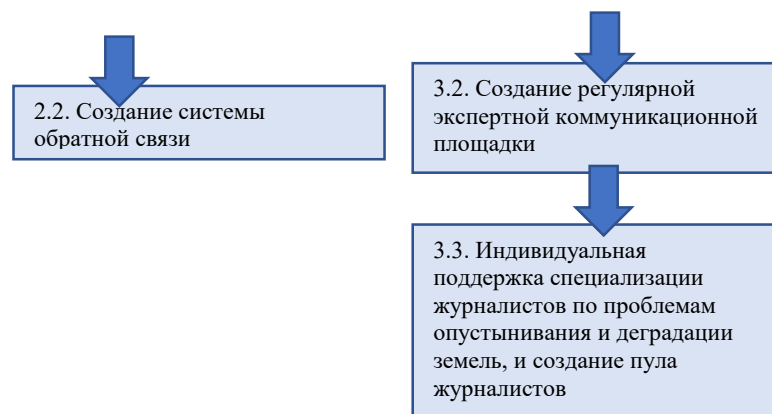 2.2. Создание системы
обратной связи
3.2. Создание регулярной
экспертной коммуникационной
площадки
3.3. Индивидуальная
поддержка специализации
журналистов по проблемам
опустынивания и деградации
земель, и создание пула
журналистов